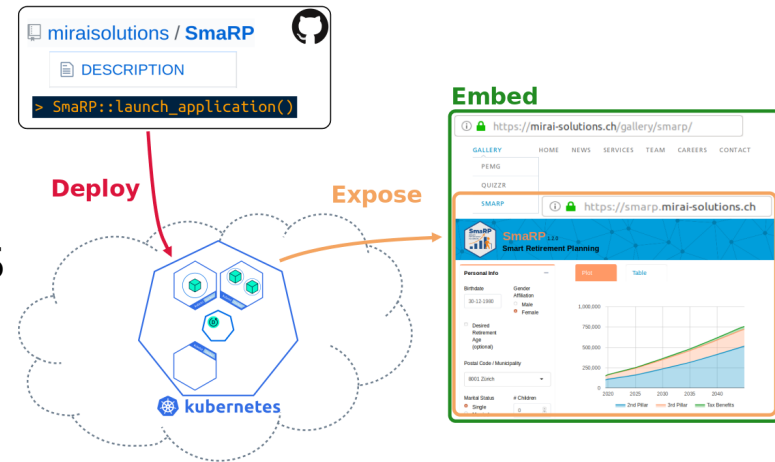 miraisolutions / SmaRP
DESCRIPTION
> SmaRP::launch_application()
Deploy
Expose
kubernetes
Embed
https://mirai-solutions.ch/gallery/smarp/
GALLERY HOME NEWS SERVICES TEAM CAREERS CONTACT
PEMG
QUIZZR
SMARP
https://smarp.mirai-solutions.ch
SmaRP
SmaRP
Smart Retirement Planning
Personal Info
Plot Table
Birthdate
Gender
Affiliation
30-12-1980
Male
Female
Desired
Retirement
Age
(optional)
Postal Code / Municipality
8001 Zürich
Marital Status # Children
Single
0
1,000,000
750,000
500,000
250,000
0
2020 2025 2030 2035 2040
2nd Pillar 3rd Pillar Tax Benefits